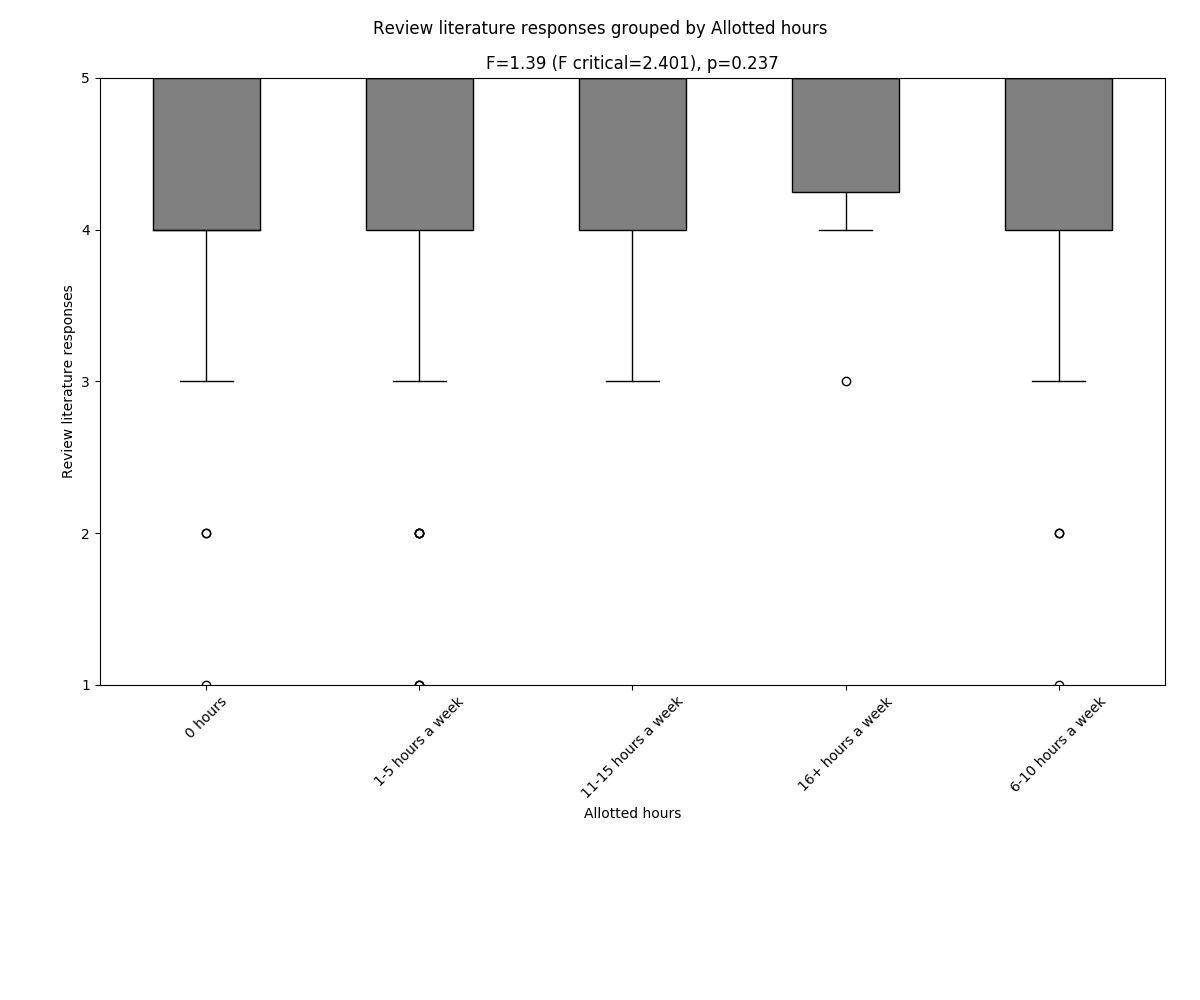 Review literature responses grouped by Allotted hours
F=1.39 (F critical=2.401), p=0.237
Review literature responses
5
4
3
2
1
0 hours
1-5 hours a week
11-15 hours a week
16+ hours a week
6-10 hours a week
Allotted hours